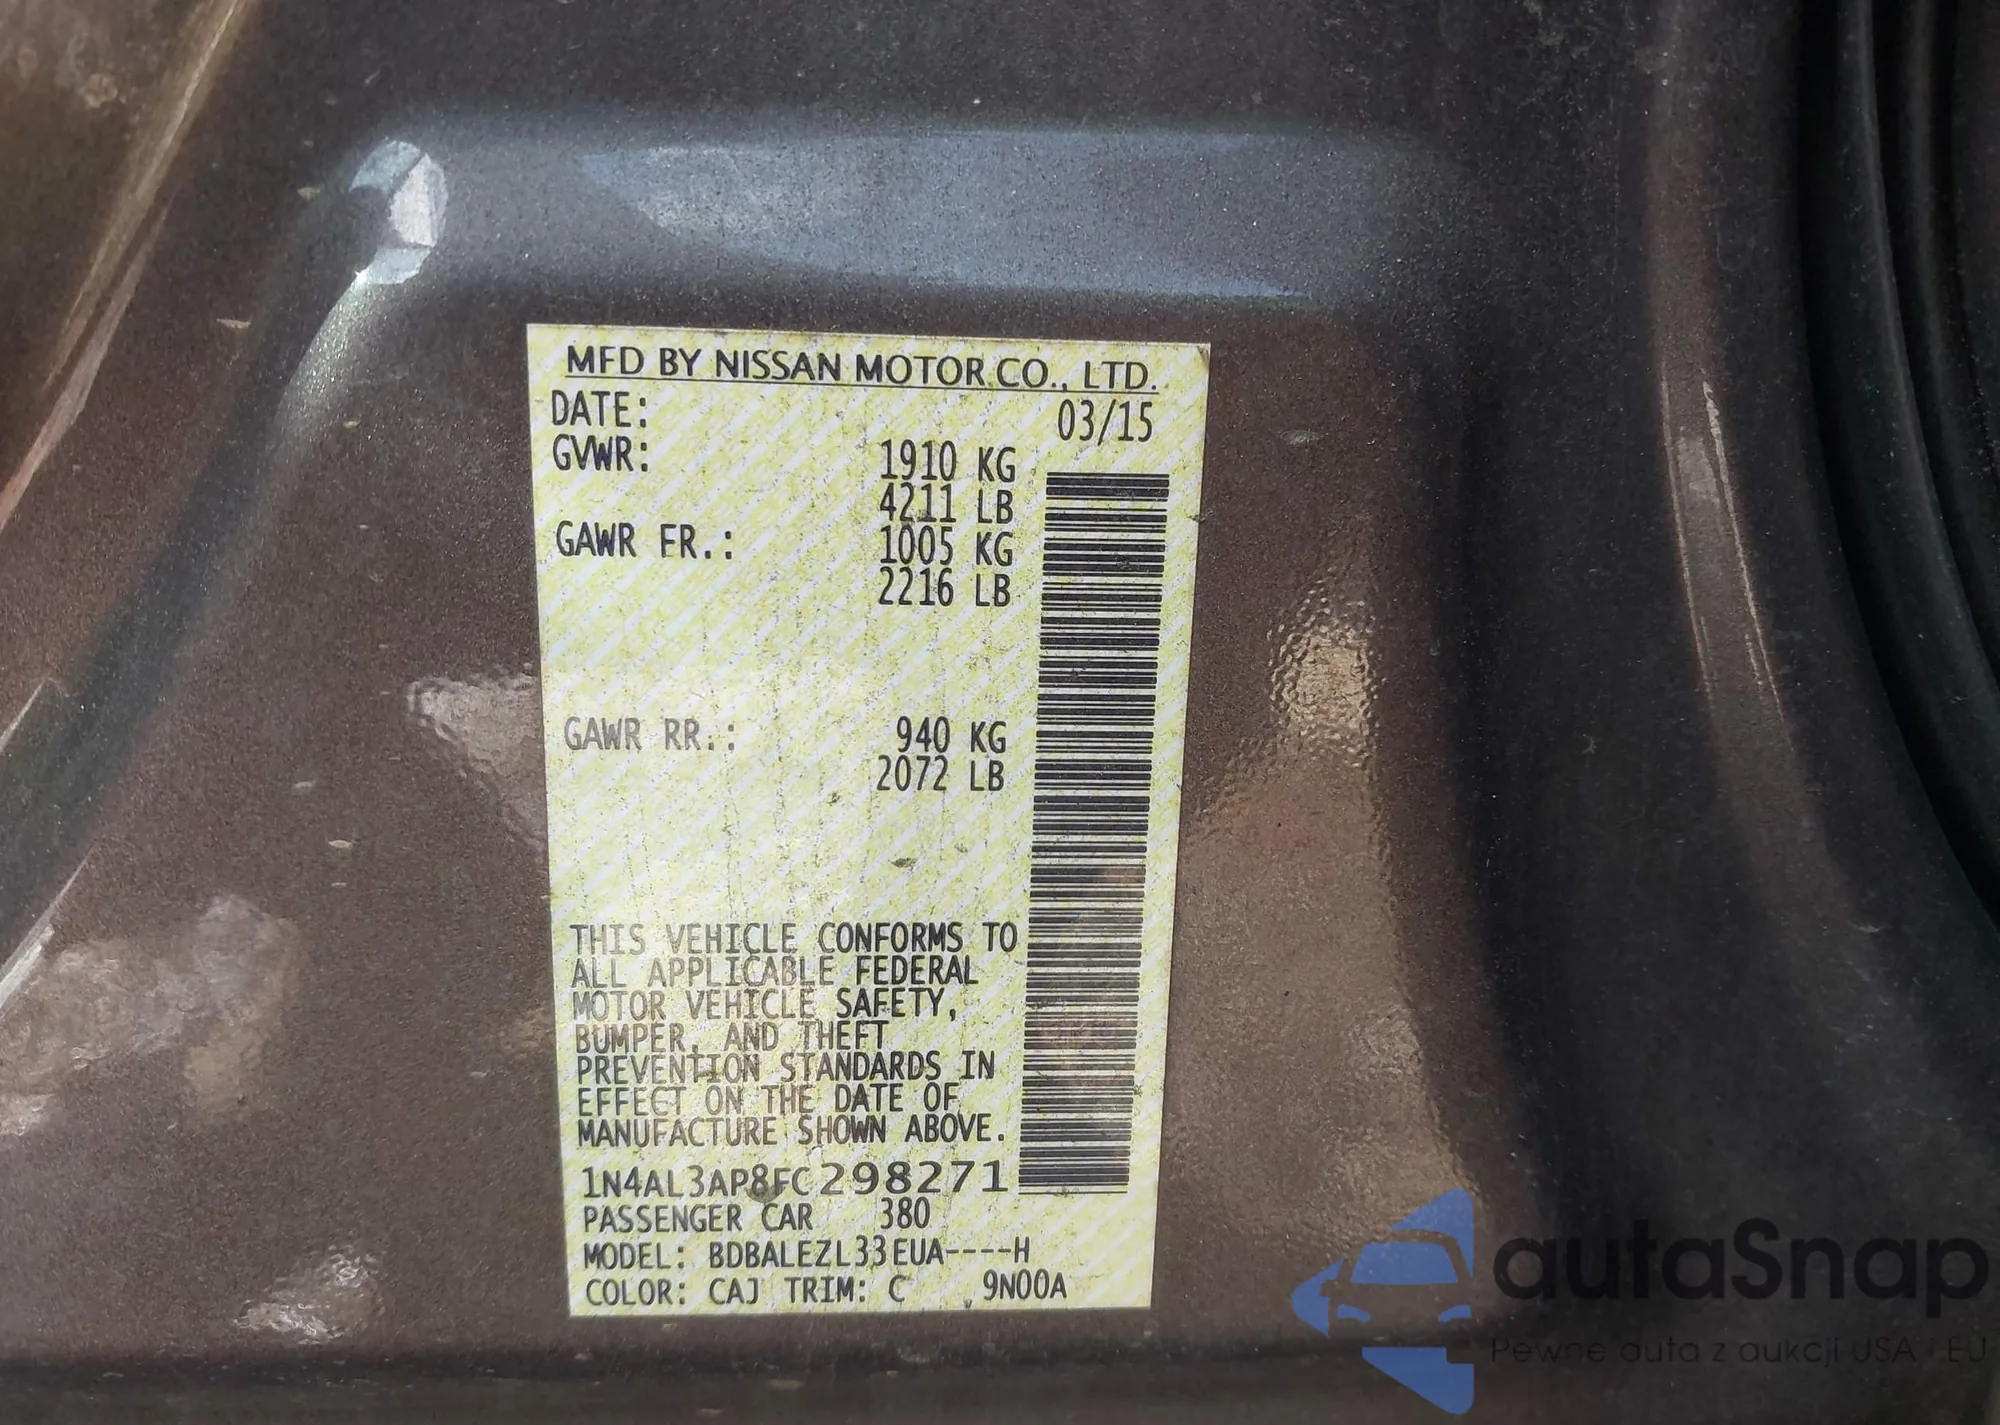 MFD BY NISSAN MOTOR CO., LTD.
DATE: 03/15
GVWR: 1910 KG
4211 LB
GAWR FR.: 1005 KG
2216 LB
GAWR RR.: 940 KG
2072 LB
THIS VEHICLE CONFORMS TO
ALL APPLICABLE FEDERAL
MOTOR VEHICLE SAFETY,
BUMPER, AND THEFT
PREVENTION STANDARDS IN
EFFECT ON THE DATE OF
MANUFACTURE SHOWN ABOVE.
1N4AL3AP8FC298271
PASSENGER CAR 380
MODEL: BDBALEZL33EUA----H
COLOR: CAJ TRIM: C 9N00A
autaSnap
Pewne auta z aukcji USA i EU